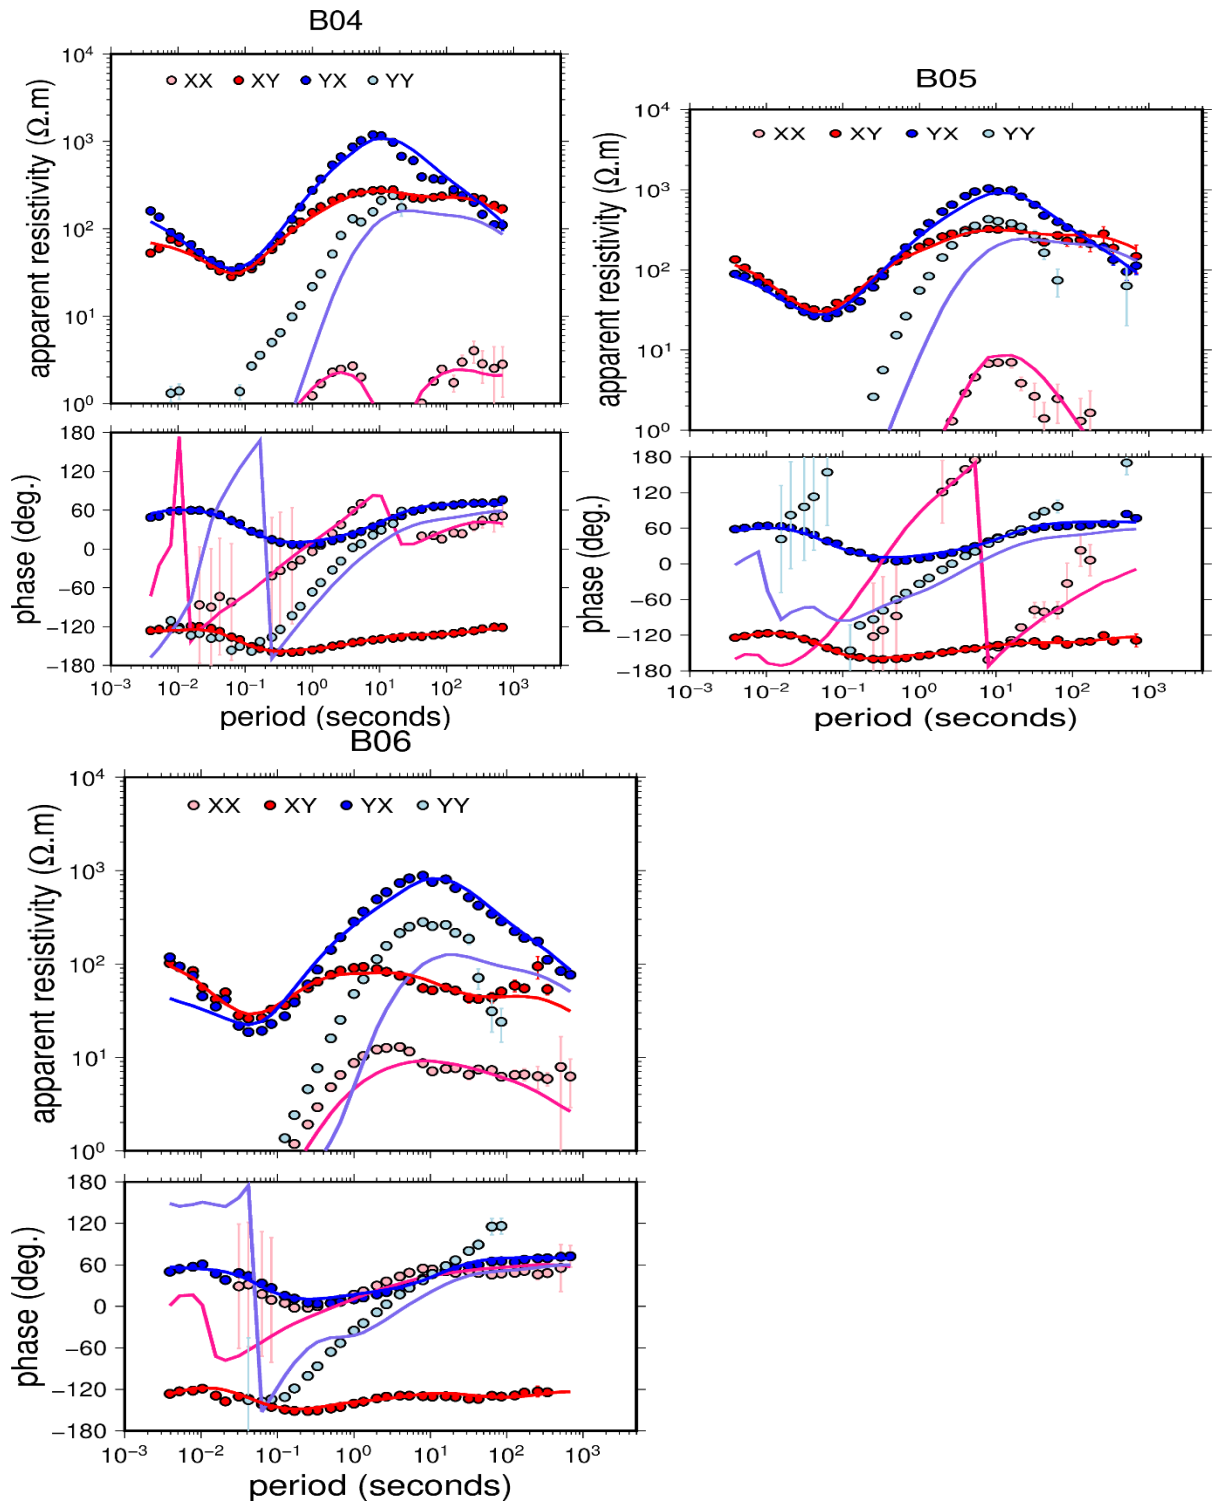 B04
10⁴
10³
10²
10¹
10⁰
apparent resistivity (Ω.m)
XX XY YX YY
180
120
60
0
−60
−120
−180
phase (deg.)
10⁻³ 10⁻² 10⁻¹ 10⁰ 10¹ 10² 10³
period (seconds)
B05
10⁴
10³
10²
10¹
10⁰
apparent resistivity (Ω.m)
XX XY YX YY
180
120
60
0
−60
−120
−180
phase (deg.)
10⁻³ 10⁻² 10⁻¹ 10⁰ 10¹ 10² 10³
period (seconds)
B06
10⁴
10³
10²
10¹
10⁰
apparent resistivity (Ω.m)
XX XY YX YY
180
120
60
0
−60
−120
−180
phase (deg.)
10⁻³ 10⁻² 10⁻¹ 10⁰ 10¹ 10² 10³
period (seconds)